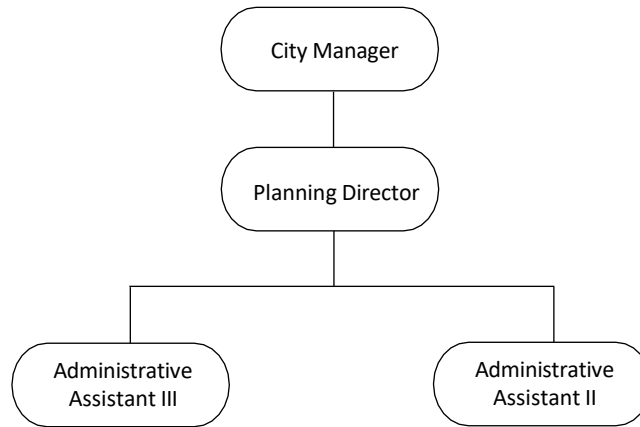 City Manager
Planning Director
Administrative
Assistant III
Administrative
Assistant II